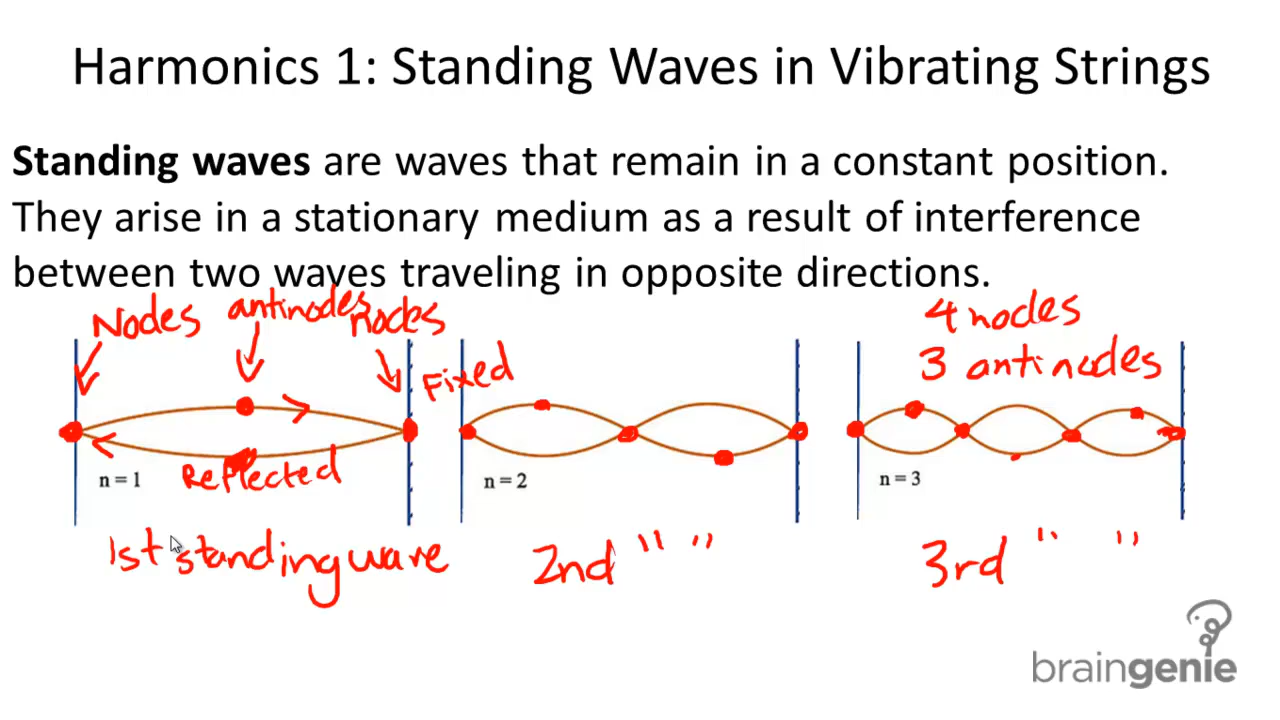 Harmonics 1: Standing Waves in Vibrating Strings
Standing waves are waves that remain in a constant position.
They arise in a stationary medium as a result of interference
between two waves traveling in opposite directions.
Nodes
antinodes
nodes
Fixed
Reflected
n = 1
1st standing wave
n = 2
2nd " "
4 nodes
3 antinodes
n = 3
3rd " "
braingenie